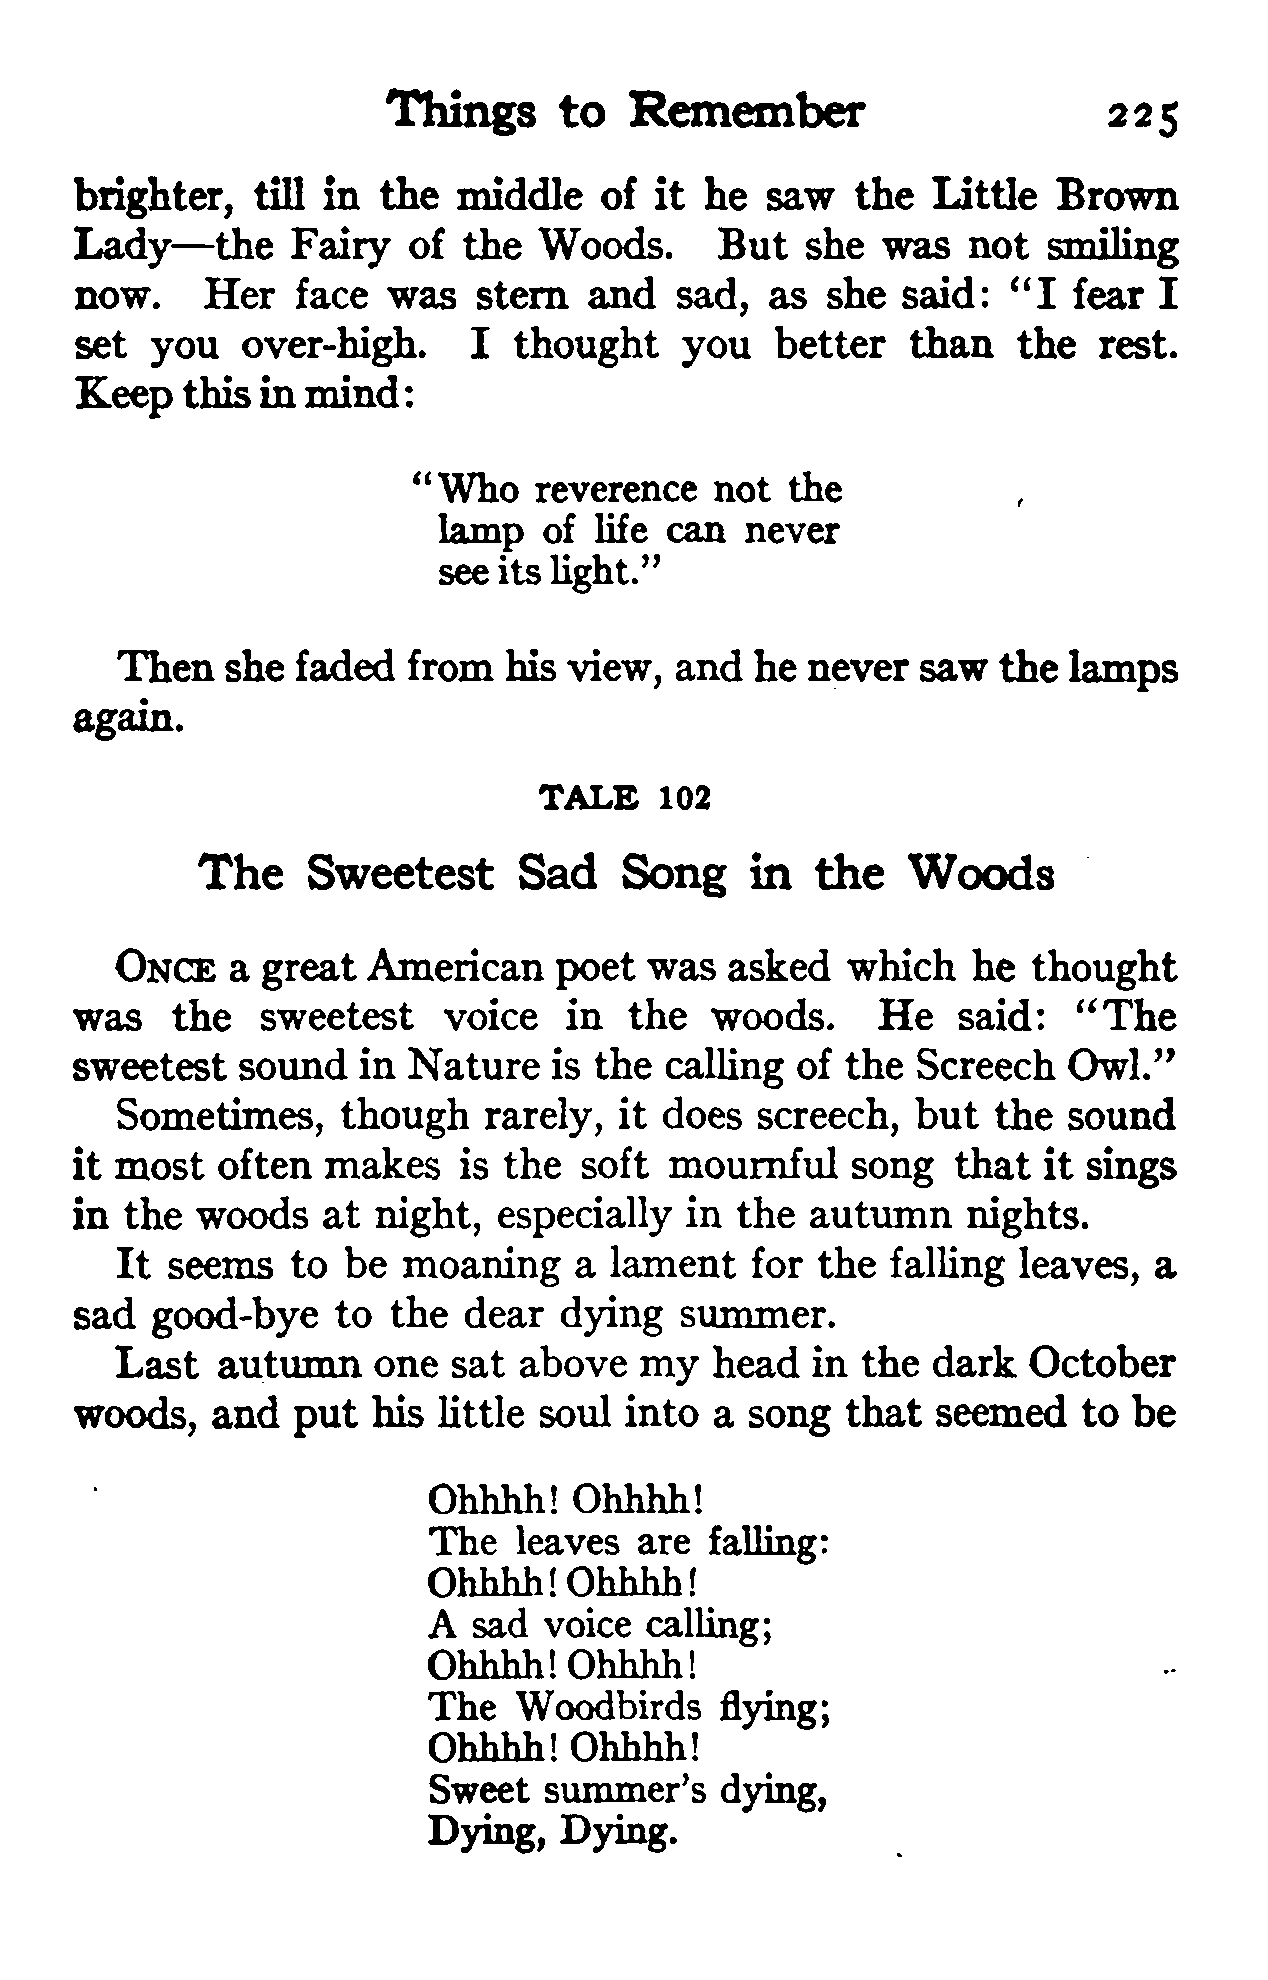 Things to Remember 225
brighter, till in the middle of it he saw the Little Brown
Lady—the Fairy of the Woods. But she was not smiling
now. Her face was stern and sad, as she said: “I fear I
set you over-high. I thought you better than the rest.
Keep this in mind:
“Who reverence not the
lamp of life can never
see its light.”
Then she faded from his view, and he never saw the lamps
again.
TALE 102
The Sweetest Sad Song in the Woods
ONCE a great American poet was asked which he thought
was the sweetest voice in the woods. He said: “The
sweetest sound in Nature is the calling of the Screech Owl.”
Sometimes, though rarely, it does screech, but the sound
it most often makes is the soft mournful song that it sings
in the woods at night, especially in the autumn nights.
It seems to be moaning a lament for the falling leaves, a
sad good-bye to the dear dying summer.
Last autumn one sat above my head in the dark October
woods, and put his little soul into a song that seemed to be
Ohhhh! Ohhhh!
The leaves are falling:
Ohhhh! Ohhhh!
A sad voice calling;
Ohhhh! Ohhhh!
The Woodbirds flying;
Ohhhh! Ohhhh!
Sweet summer’s dying,
Dying, Dying.